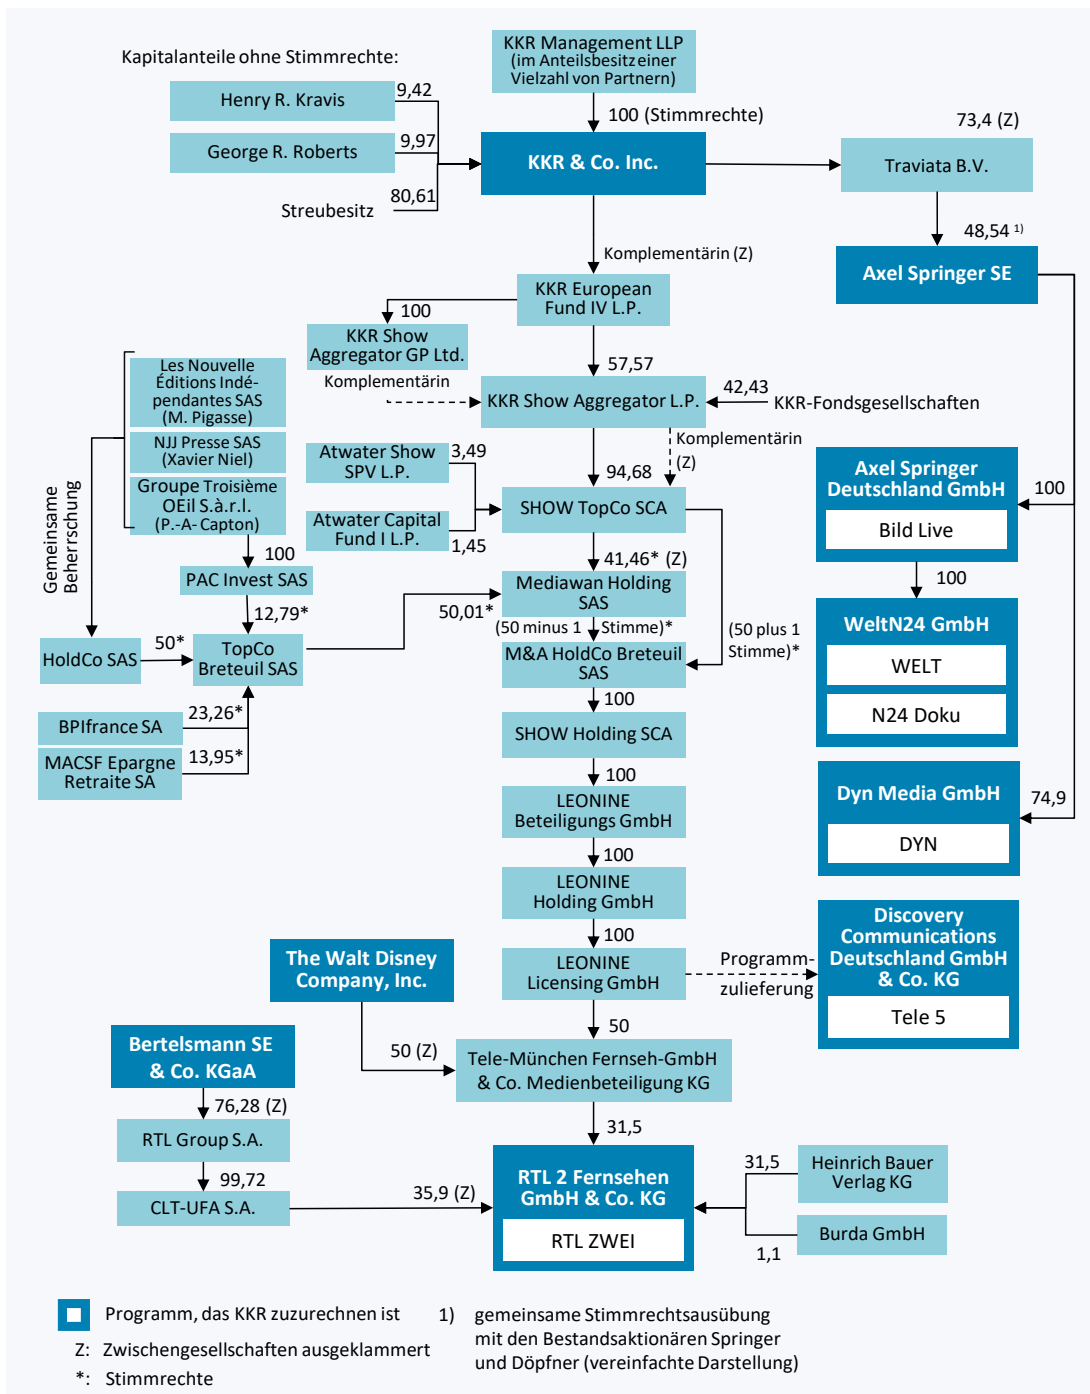 KKR Management LLP
(im Anteilsbesitz einer
Vielzahl von Partnern)
Kapitalanteile ohne Stimmrechte:
Henry R. Kravis
9,42
100 (Stimmrechte)
George R. Roberts
9,97
KKR & Co. Inc.
73,4 (Z)
Traviata B.V.
80,61
Streubesitz
48,54 1)
Axel Springer SE
Komplementärin (Z)
KKR European
Fund IV L.P.
100
KKR Show
Aggregator GP Ltd.
57,57
Komplementärin
KKR Show Aggregator L.P.
42,43
KKR-Fondsgesellschaften
Les Nouvelle
Éditions Indé-
pendantes SAS
(M. Pigasse)
NJJ Presse SAS
(Xavier Niel)
Groupe Troisième
OEil S.à.r.l.
(P.-A- Capton)
Gemeinsame
Beherrschung
Atwater Show
SPV L.P.
3,49
94,68
Komplementärin
(Z)
SHOW TopCo SCA
Atwater Capital
Fund I L.P.
1,45
Axel Springer
Deutschland GmbH
Bild Live
100
100
PAC Invest SAS
12,79*
41,46* (Z)
Mediawan Holding
SAS
50,01*
(50 minus 1
Stimme)*
(50 plus 1
Stimme)*
100
WeltN24 GmbH
WELT
N24 Doku
HoldCo SAS
50*
TopCo
Breteuil SAS
M&A HoldCo Breteuil
SAS
BPIfrance SA
23,26*
MACSF Epargne
Retraite SA
13,95*
100
SHOW Holding SCA
100
LEONINE
Beteiligungs GmbH
Dyn Media GmbH
DYN
74,9
100
LEONINE
Holding GmbH
100
LEONINE
Licensing GmbH
Programm-
zulieferung
Discovery
Communications
Deutschland GmbH
& Co. KG
Tele 5
The Walt Disney
Company, Inc.
50
50 (Z)
Tele-München Fernseh-GmbH
& Co. Medienbeteiligung KG
Bertelsmann SE
& Co. KGaA
76,28 (Z)
RTL Group S.A.
99,72
CLT-UFA S.A.
31,5
35,9 (Z)
RTL 2 Fernsehen
GmbH & Co. KG
RTL ZWEI
31,5
Heinrich Bauer
Verlag KG
Burda GmbH
1,1
Programm, das KKR zuzurechnen ist
Z: Zwischengesellschaften ausgeklammert
*: Stimmrechte
1) gemeinsame Stimmrechtsausübung
mit den Bestandsaktionären Springer
und Döpfner (vereinfachte Darstellung)